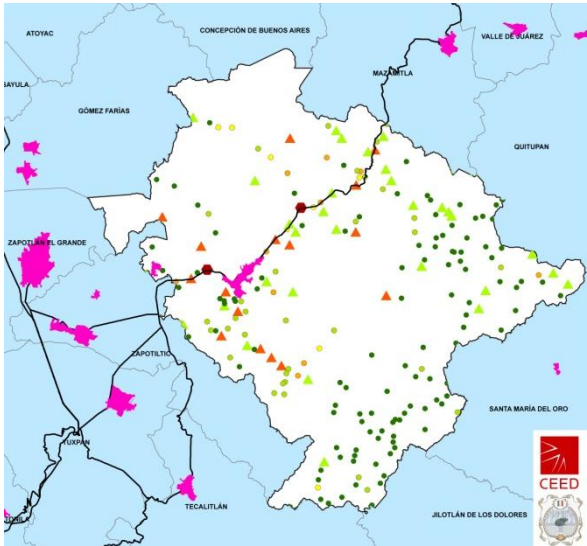 ATOYAC
CONCEPCIÓN DE BUENOS AIRES
VALLE DE JUÁREZ
SAYULA
MAZAMITLA
GÓMEZ FARÍAS
QUITUPAN
ZAPOTLÁN EL GRANDE
ZAPOTILTIC
SANTA MARÍA DEL ORO
TUXPAN
CEED
TECALITLÁN
TONILA
JILOTLÁN DE LOS DOLORES